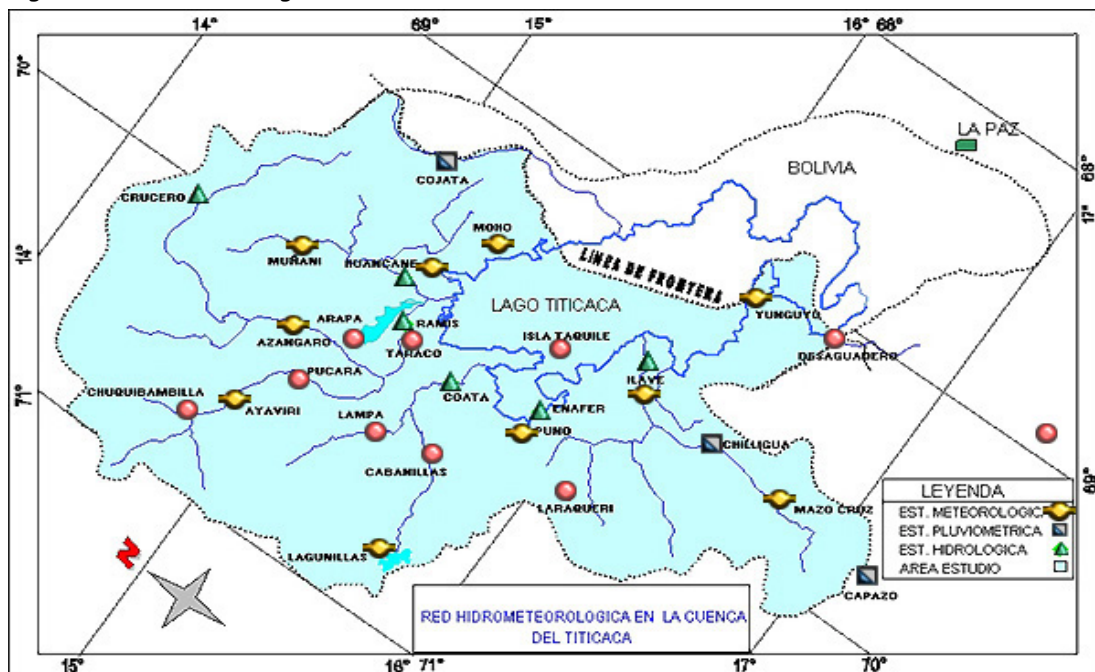 14°
69°
15°
16° 68°
70°
LA PAZ
BOLIVIA
68°
COJATA
CRUCERO
17°
MOHO
14°
MUÑANI
HUANCANE
LÍNEA DE FRONTERA
LAGO TITICACA
YUNGUYU
ARAPA
RAMIS
AZANGARO
TARACO
ISLA TAQUILE
DESAGUADERO
PUCARA
ILAVE
CHUQUIBAMBILLA
71°
AYAVIRI
COATA
ENAFER
LAMPA
PUNO
CHILLIGUA
CABANILLAS
69°
LEYENDA
LARAQUERI
MAZO CRUZ
EST. METEOROLOGICA
EST. PLUVIOMETRICA
N
LAGUNILLAS
EST. HIDROLOGICA
AREA ESTUDIO
CAPAZO
RED HIDROMETEOROLOGICA EN LA CUENCA
DEL TITICACA
15°
16° 71°
17°
70°